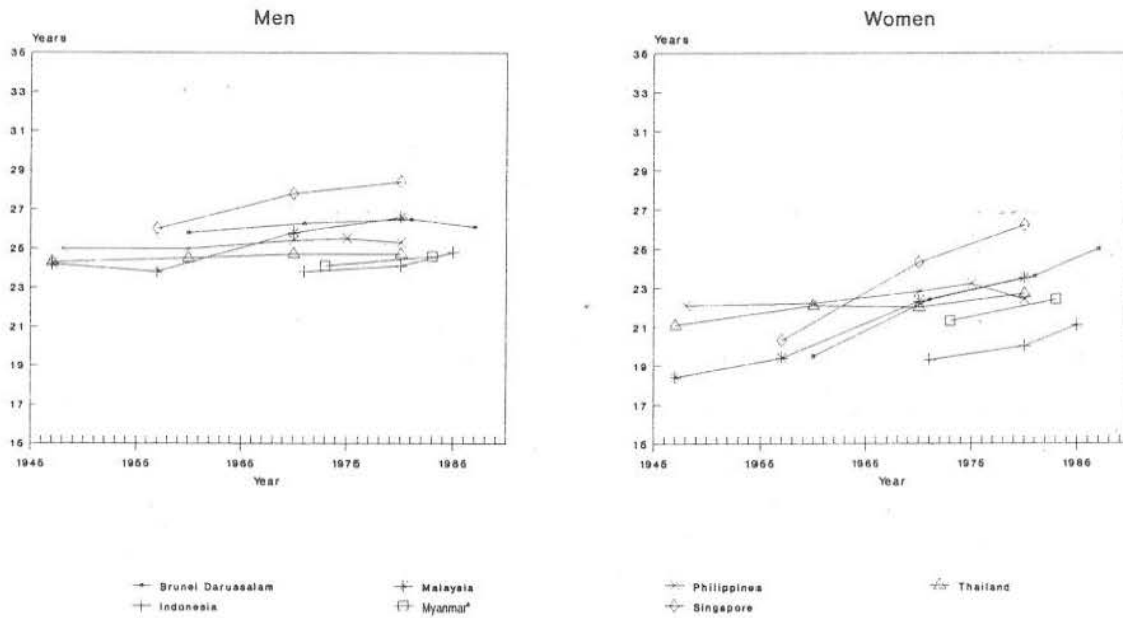 Men
Years
35
33
31
29
27
25
23
21
19
17
15
1945 1955 1965 1975 1985
Year
Women
Years
35
33
31
29
27
25
23
21
19
17
15
1945 1955 1965 1975 1985
Year
Brunei Darussalam Malaysia Philippines Thailand
Indonesia Myanmar* Singapore